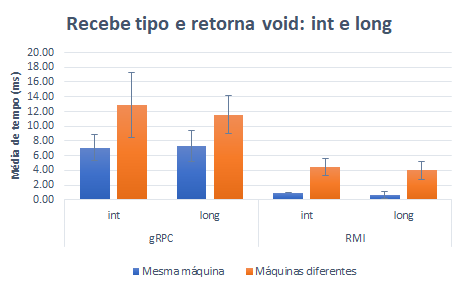 Recebe tipo e retorna void: int e long
Média de tempo (ms)
20.00
18.00
16.00
14.00
12.00
10.00
8.00
6.00
4.00
2.00
0.00
int long int long
gRPC RMI
Mesma máquina Máquinas diferentes